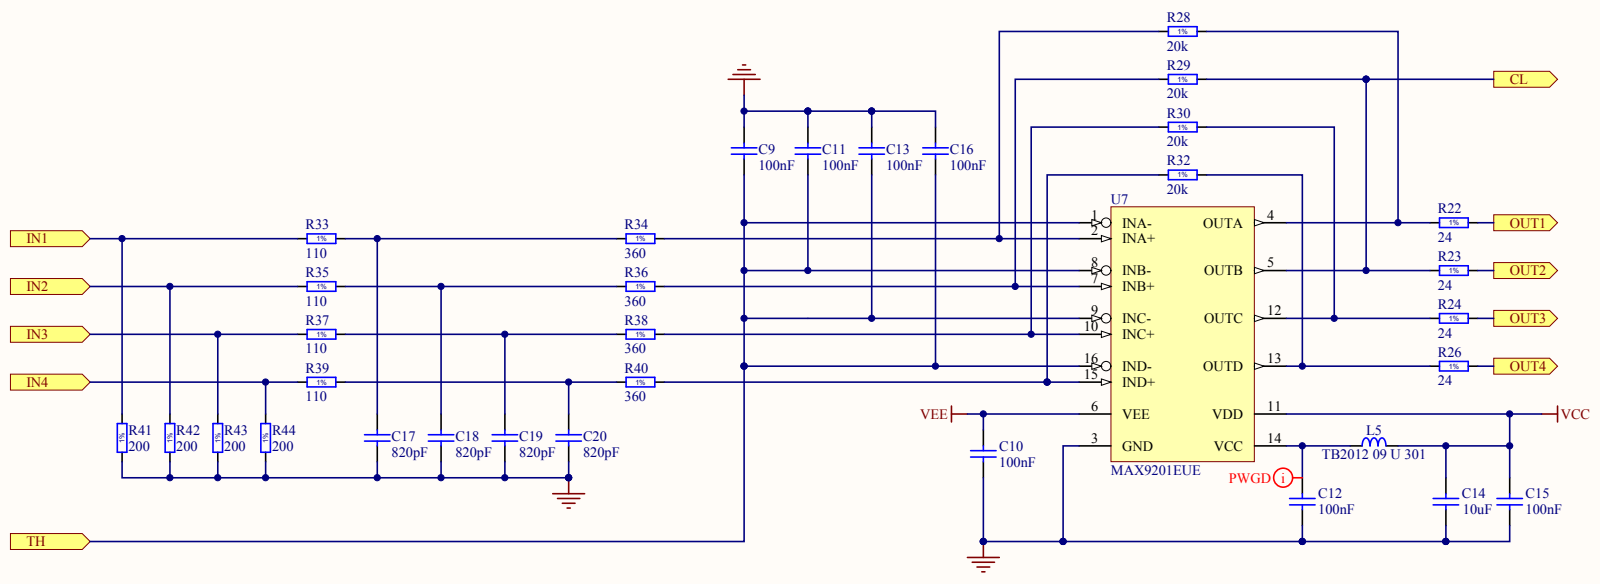 R28
1%
20k
R29
1%
20k
CL
R30
1%
20k
R32
1%
20k
C9
100nF
C11
100nF
C13
100nF
C16
100nF
U7
IN1
R33
1%
110
R34
1%
360
1
INA-
2
INA+
OUTA
4
R22
1%
24
OUT1
IN2
R35
1%
110
R36
1%
360
8
INB-
7
INB+
OUTB
5
R23
1%
24
OUT2
IN3
R37
1%
110
R38
1%
360
9
INC-
10
INC+
OUTC
12
R24
1%
24
OUT3
IN4
R39
1%
110
R40
1%
360
16
IND-
15
IND+
OUTD
13
R26
1%
24
OUT4
VEE
6
VEE
VDD
11
VCC
3
GND
VCC
14
L5
TB2012 09 U 301
MAX9201EUE
1%
R41
200
1%
R42
200
1%
R43
200
1%
R44
200
C17
820pF
C18
820pF
C19
820pF
C20
820pF
C10
100nF
PWGD
i
C12
100nF
C14
10uF
C15
100nF
TH